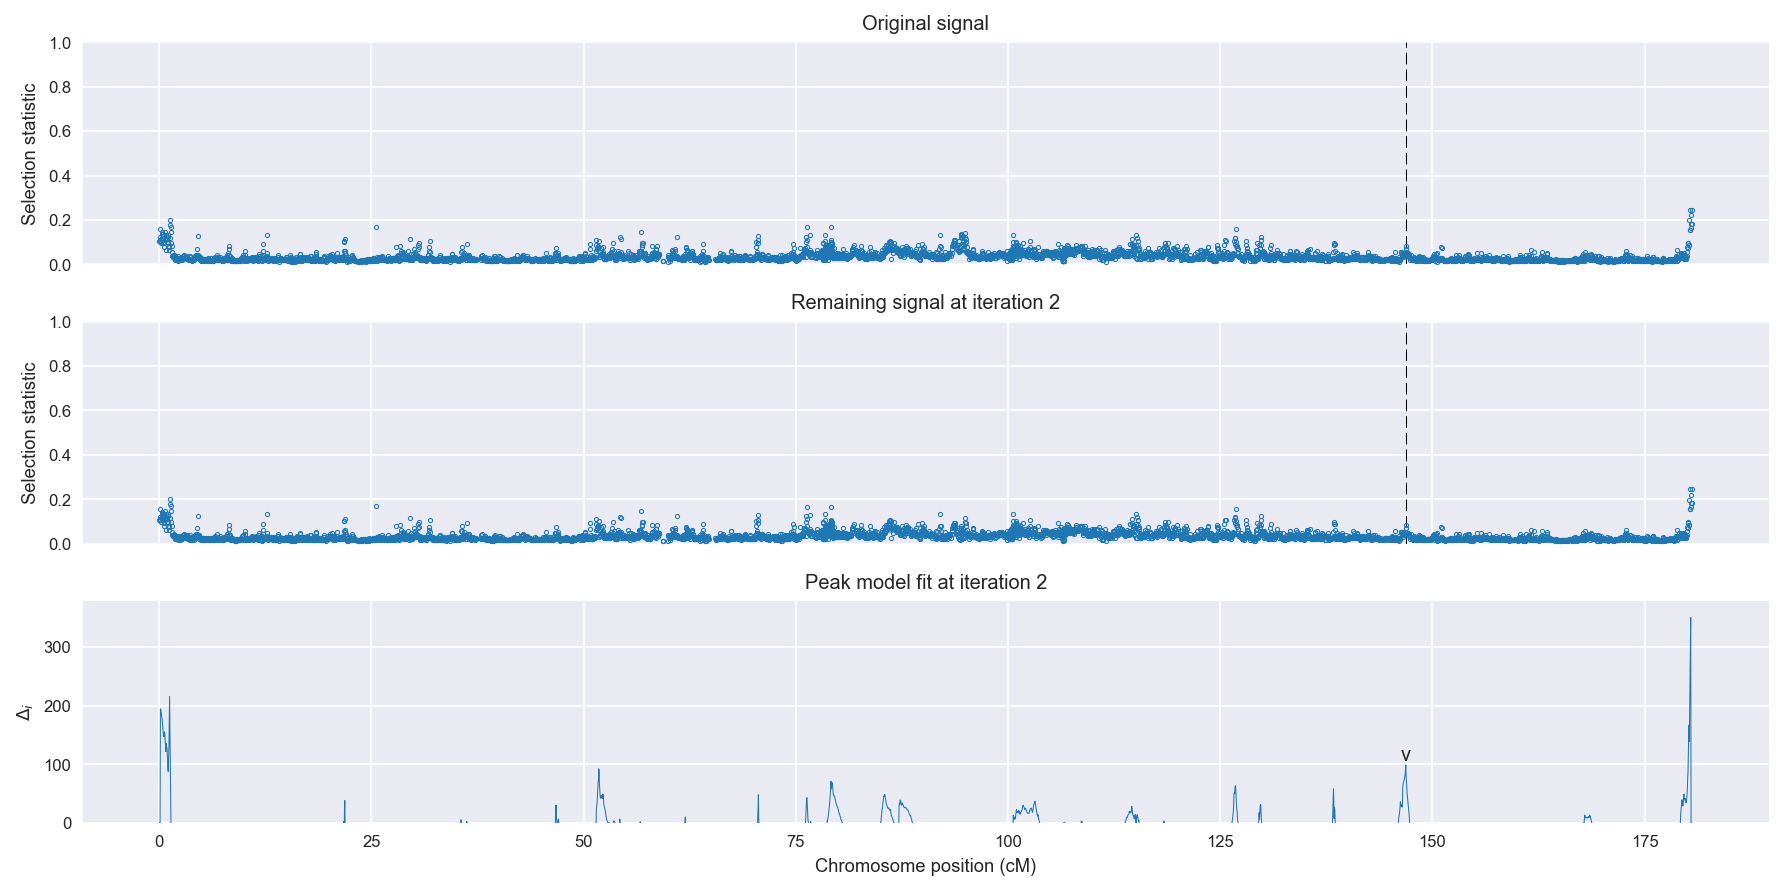 Original signal
Selection statistic
1.0
0.8
0.6
0.4
0.2
0.0
Remaining signal at iteration 2
Selection statistic
1.0
0.8
0.6
0.4
0.2
0.0
Peak model fit at iteration 2
Δi
300
200
100
0
v
0 25 50 75 100 125 150 175
Chromosome position (cM)